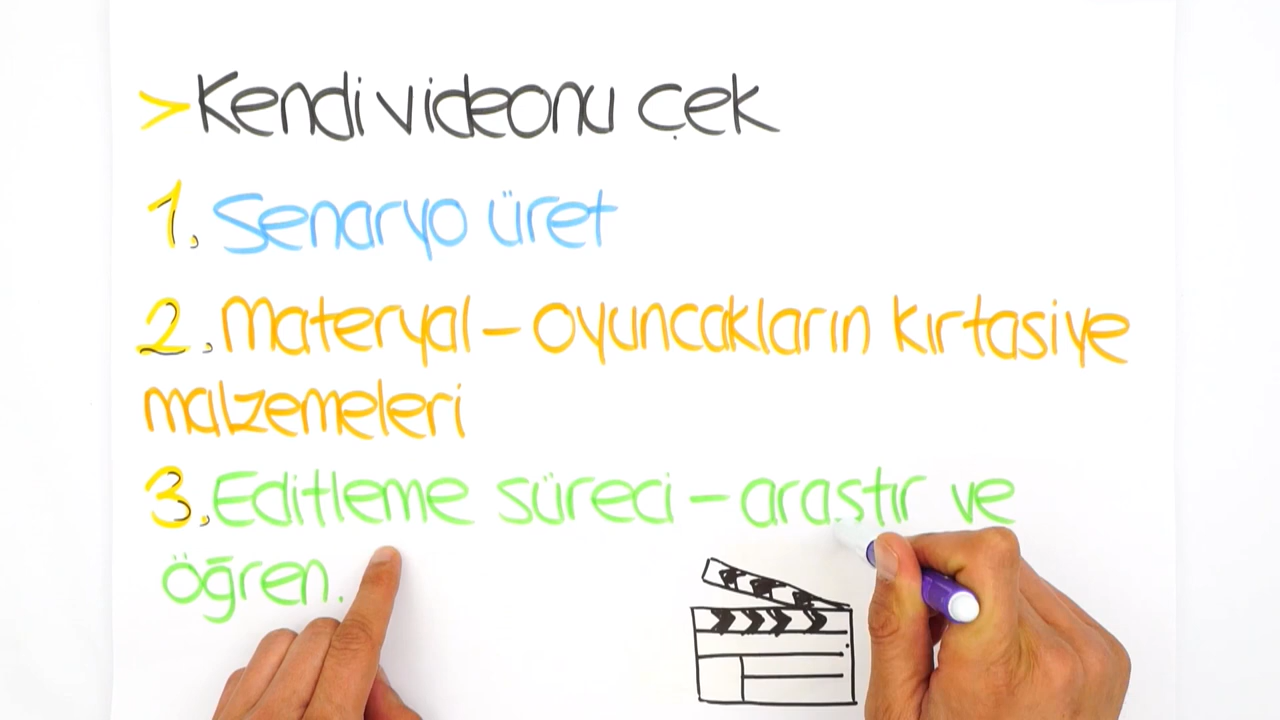 >Kendi videonu çek
1. Senaryo üret
2. Materyal - oyuncakların kırtasiye
malzemeleri
3. Editleme süreci - araştır ve
öğren.